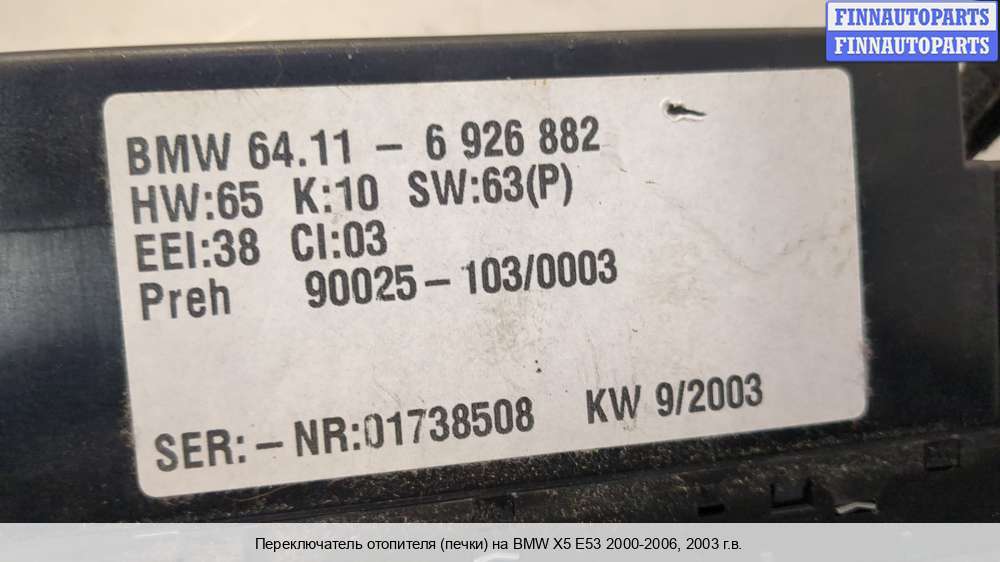 FINNAUTOPARTS
FINNAUTOPARTS
BMW 64.11 – 6 926 882
HW:65 K:10 SW:63(P)
EEI:38 CI:03
Preh 90025 – 103/0003
SER: – NR:01738508 KW 9/2003
Переключатель отопителя (печки) на BMW X5 E53 2000-2006, 2003 г.в.